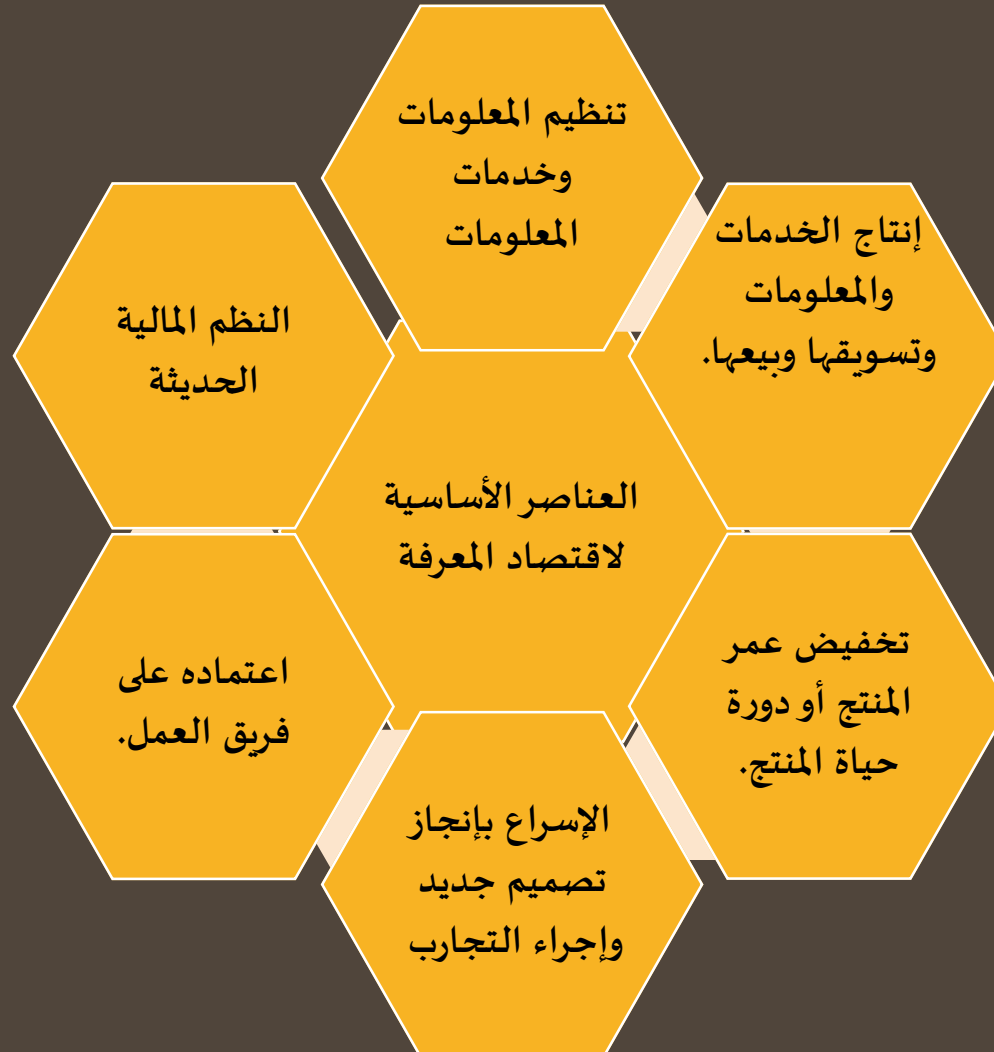 تنظيم المعلومات
وخدمات
المعلومات
إنتاج الخدمات
والمعلومات
وتسويقها وبيعها.
النظم المالية
الحديثة
العناصر الأساسية
لاقتصاد المعرفة
تخفيض عمر
المنتج أو دورة
حياة المنتج.
اعتماده على
فريق العمل.
الإسراع بإنجاز
تصميم جديد
وإجراء التجارب